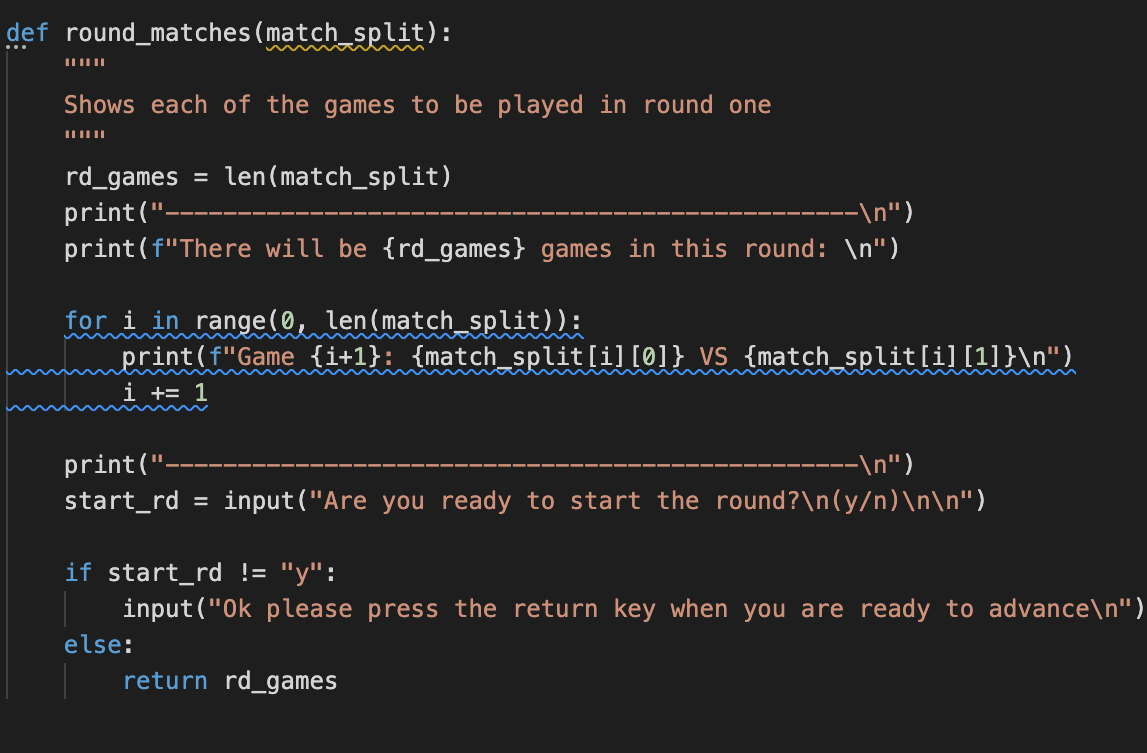 def round_matches(match_split):
    """
    Shows each of the games to be played in round one
    """
    rd_games = len(match_split)
    print("------------------------------------------------\n")
    print(f"There will be {rd_games} games in this round: \n")
    for i in range(0, len(match_split)):
        print(f"Game {i+1}: {match_split[i][0]} VS {match_split[i][1]}\n")
        i += 1
    print("------------------------------------------------\n")
    start_rd = input("Are you ready to start the round?\n(y/n)\n\n")
    if start_rd != "y":
        input("Ok please press the return key when you are ready to advance\n")
    else:
        return rd_games